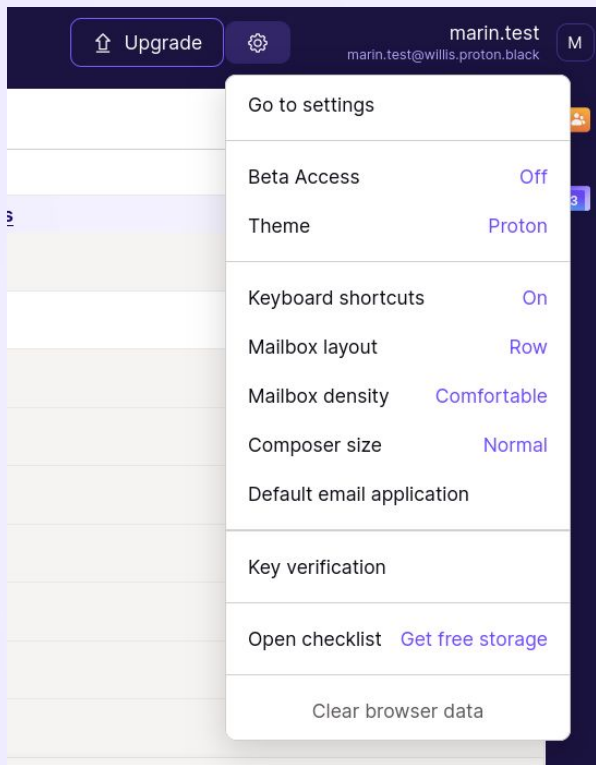 Upgrade
marin.test
marin.test@willis.proton.black
M
Go to settings
Beta Access Off
Theme Proton
Keyboard shortcuts On
Mailbox layout Row
Mailbox density Comfortable
Composer size Normal
Default email application
Key verification
Open checklist Get free storage
Clear browser data
s
3